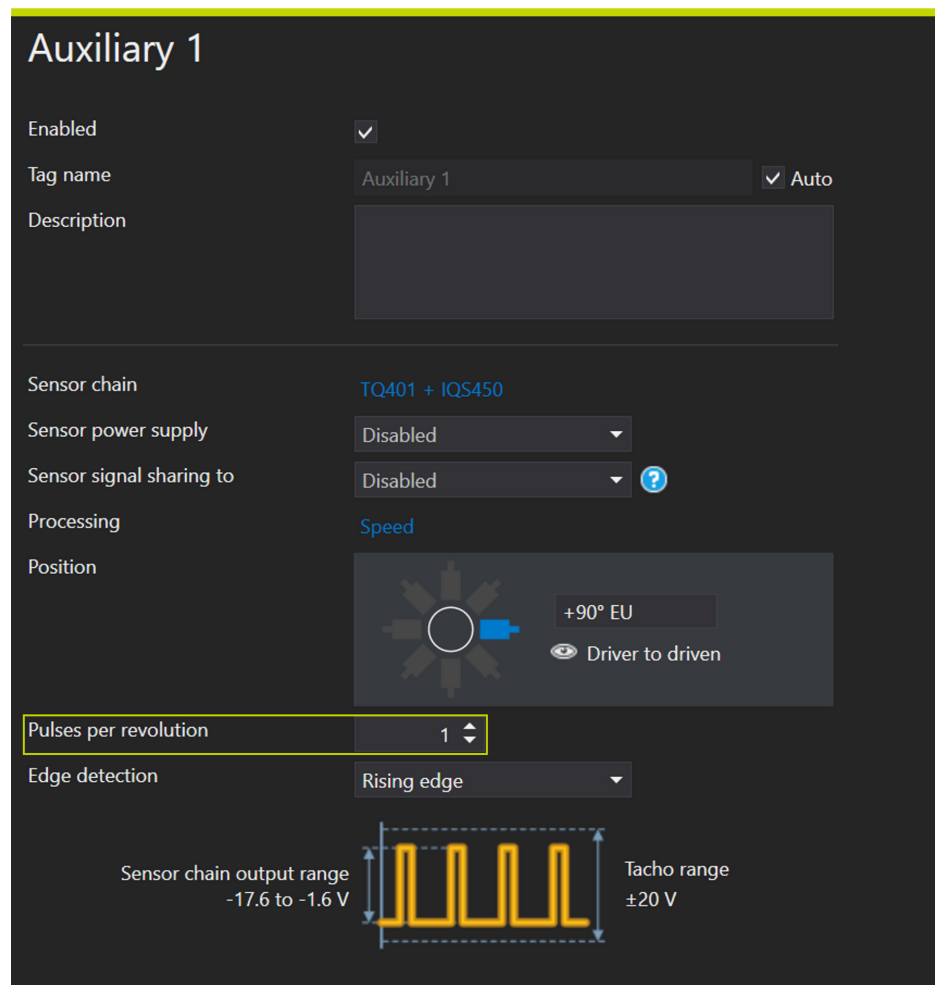 Auxiliary 1
Enabled
Tag name Auxiliary 1 Auto
Description
Sensor chain TQ401 + IQS450
Sensor power supply Disabled
Sensor signal sharing to Disabled ?
Processing Speed
Position
+90° EU
Driver to driven
Pulses per revolution 1
Edge detection Rising edge
Sensor chain output range
-17.6 to -1.6 V
Tacho range
±20 V